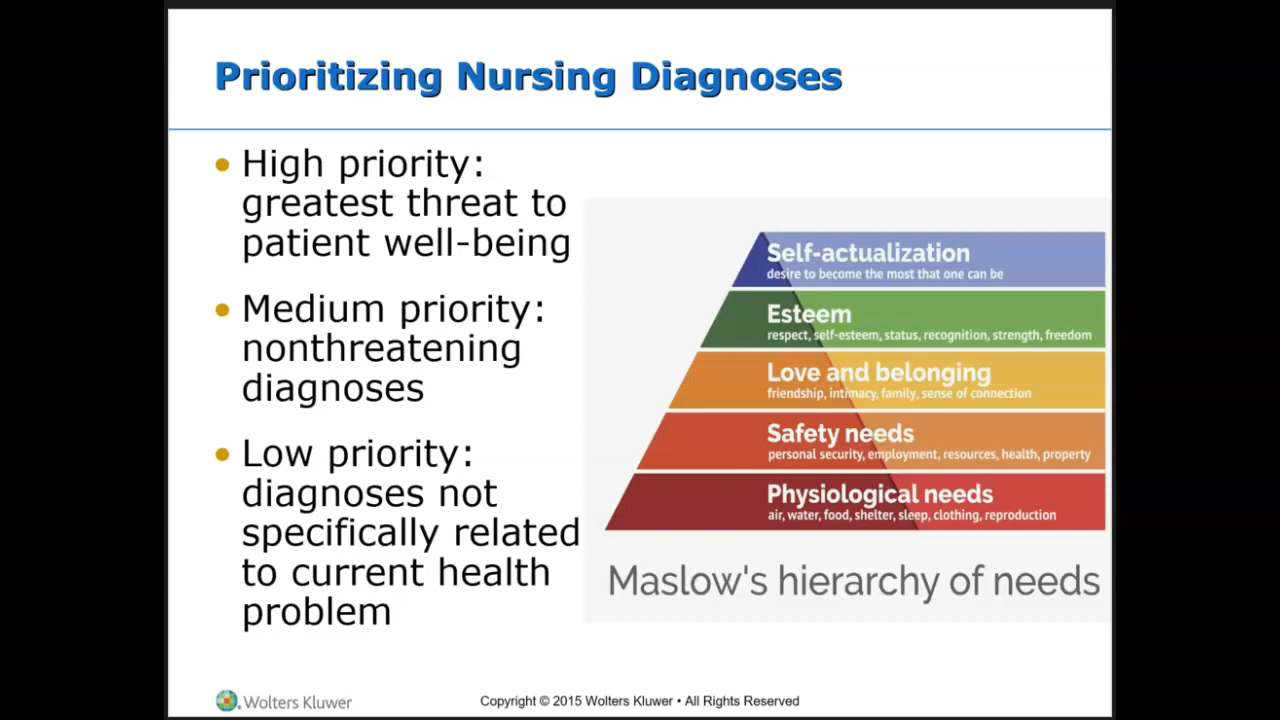 Prioritizing Nursing Diagnoses
• High priority:
greatest threat to
patient well-being
• Medium priority:
nonthreatening
diagnoses
• Low priority:
diagnoses not
specifically related
to current health
problem
Self-actualization
desire to become the most that one can be
Esteem
respect, self-esteem, status, recognition, strength, freedom
Love and belonging
friendship, intimacy, family, sense of connection
Safety needs
personal security, employment, resources, health, property
Physiological needs
air, water, food, shelter, sleep, clothing, reproduction
Maslow's hierarchy of needs
Wolters Kluwer
Copyright © 2015 Wolters Kluwer • All Rights Reserved